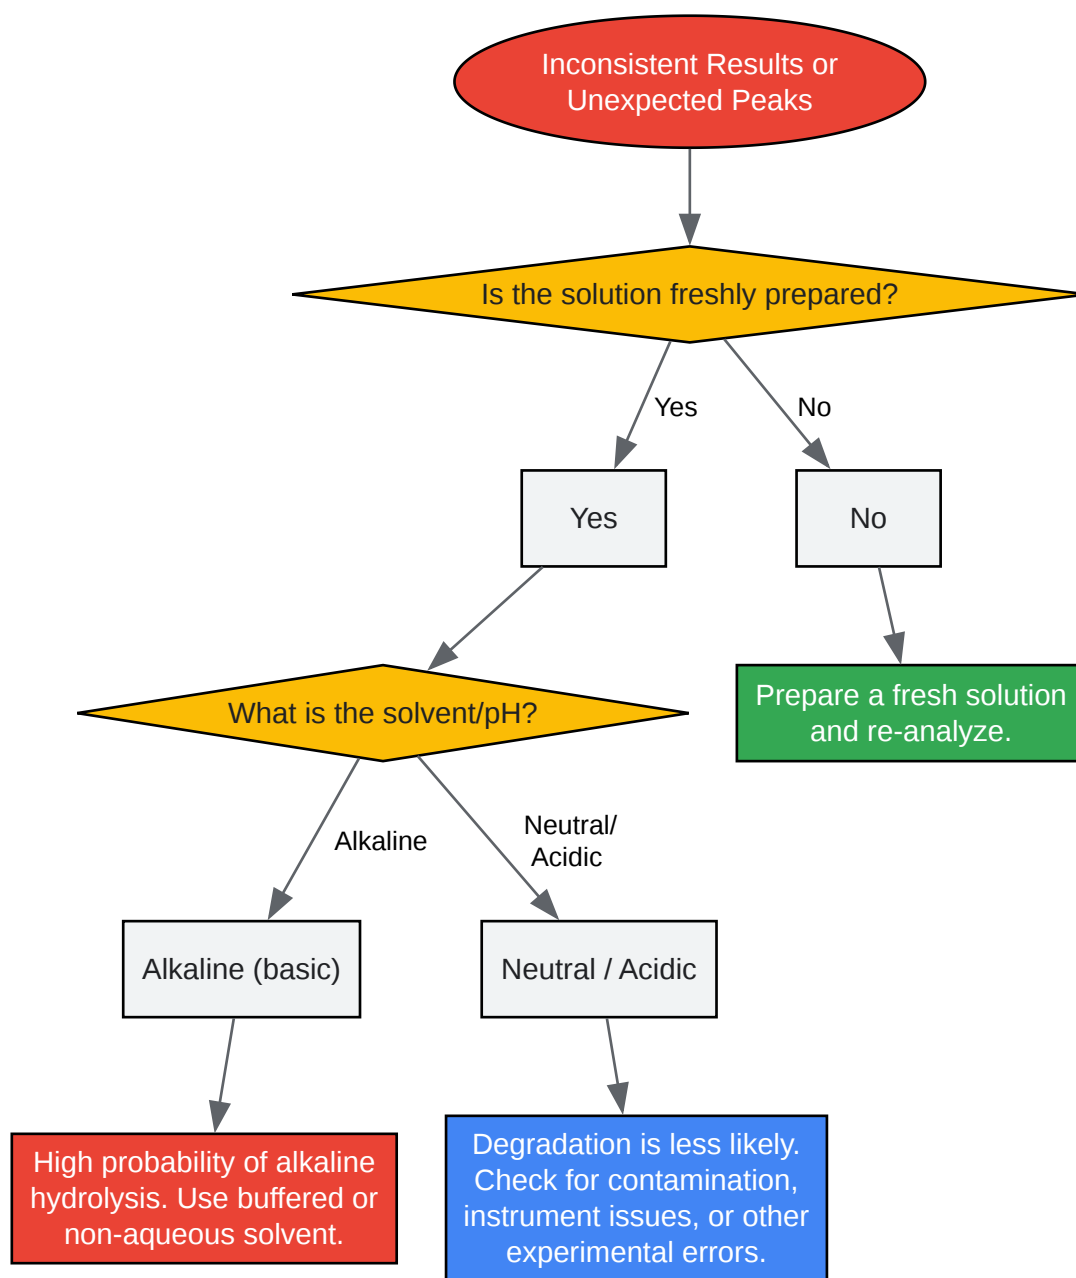 Inconsistent Results or
Unexpected Peaks
Is the solution freshly prepared?
Yes
No
Yes
No
What is the solvent/pH?
Prepare a fresh solution
and re-analyze.
Alkaline
Neutral/
Acidic
Alkaline (basic)
Neutral / Acidic
High probability of alkaline
hydrolysis. Use buffered or
non-aqueous solvent.
Degradation is less likely.
Check for contamination,
instrument issues, or other
experimental errors.